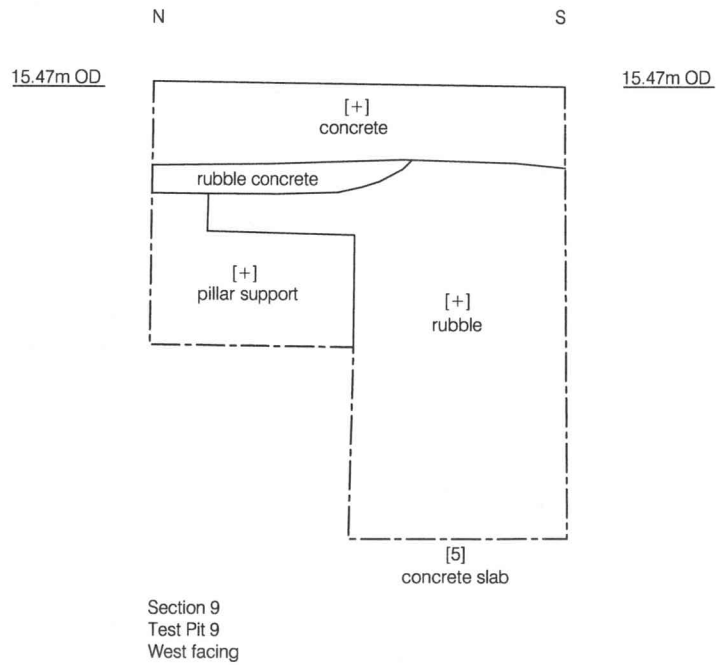 N S
15.47m OD 15.47m OD
[+]
concrete
rubble concrete
[+]
pillar support
[+]
rubble
[5]
concrete slab
Section 9
Test Pit 9
West facing